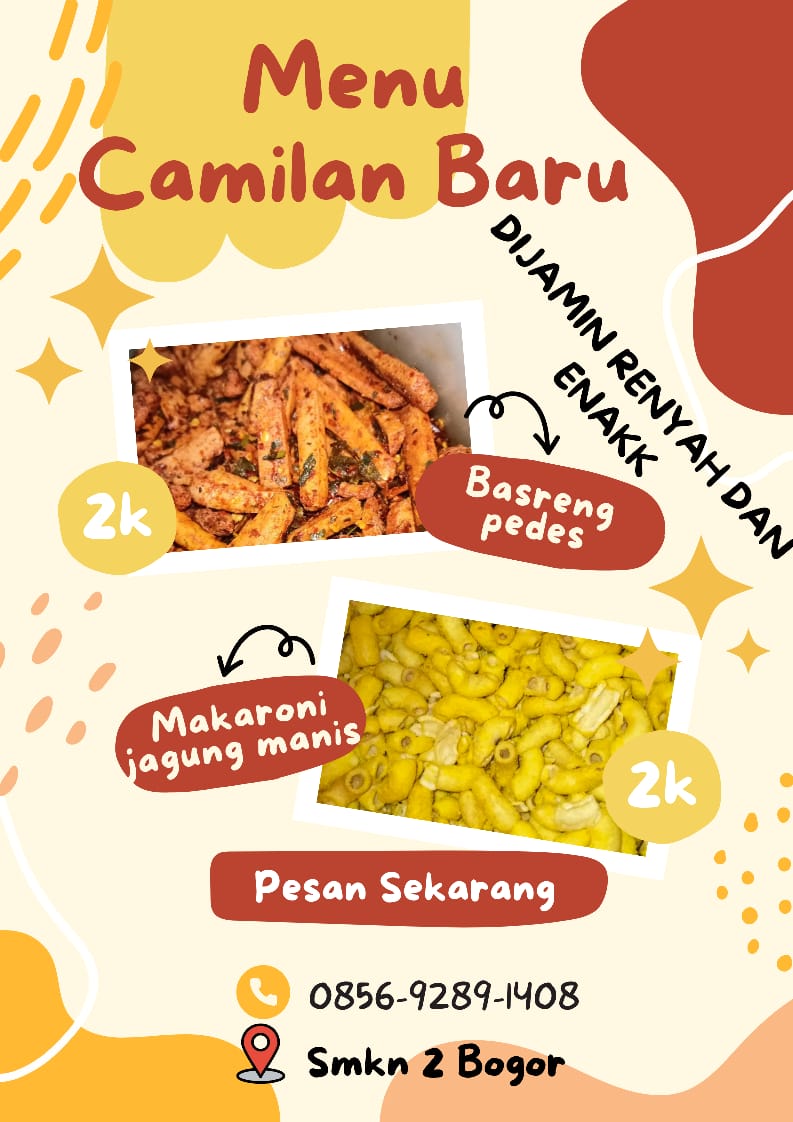 Menu
Camilan Baru
DIJAMIN RENYAH DAN
ENAKK
2k
Basreng
pedes
Makaroni
jagung manis
2k
Pesan Sekarang
0856-9289-1408
Smkn 2 Bogor